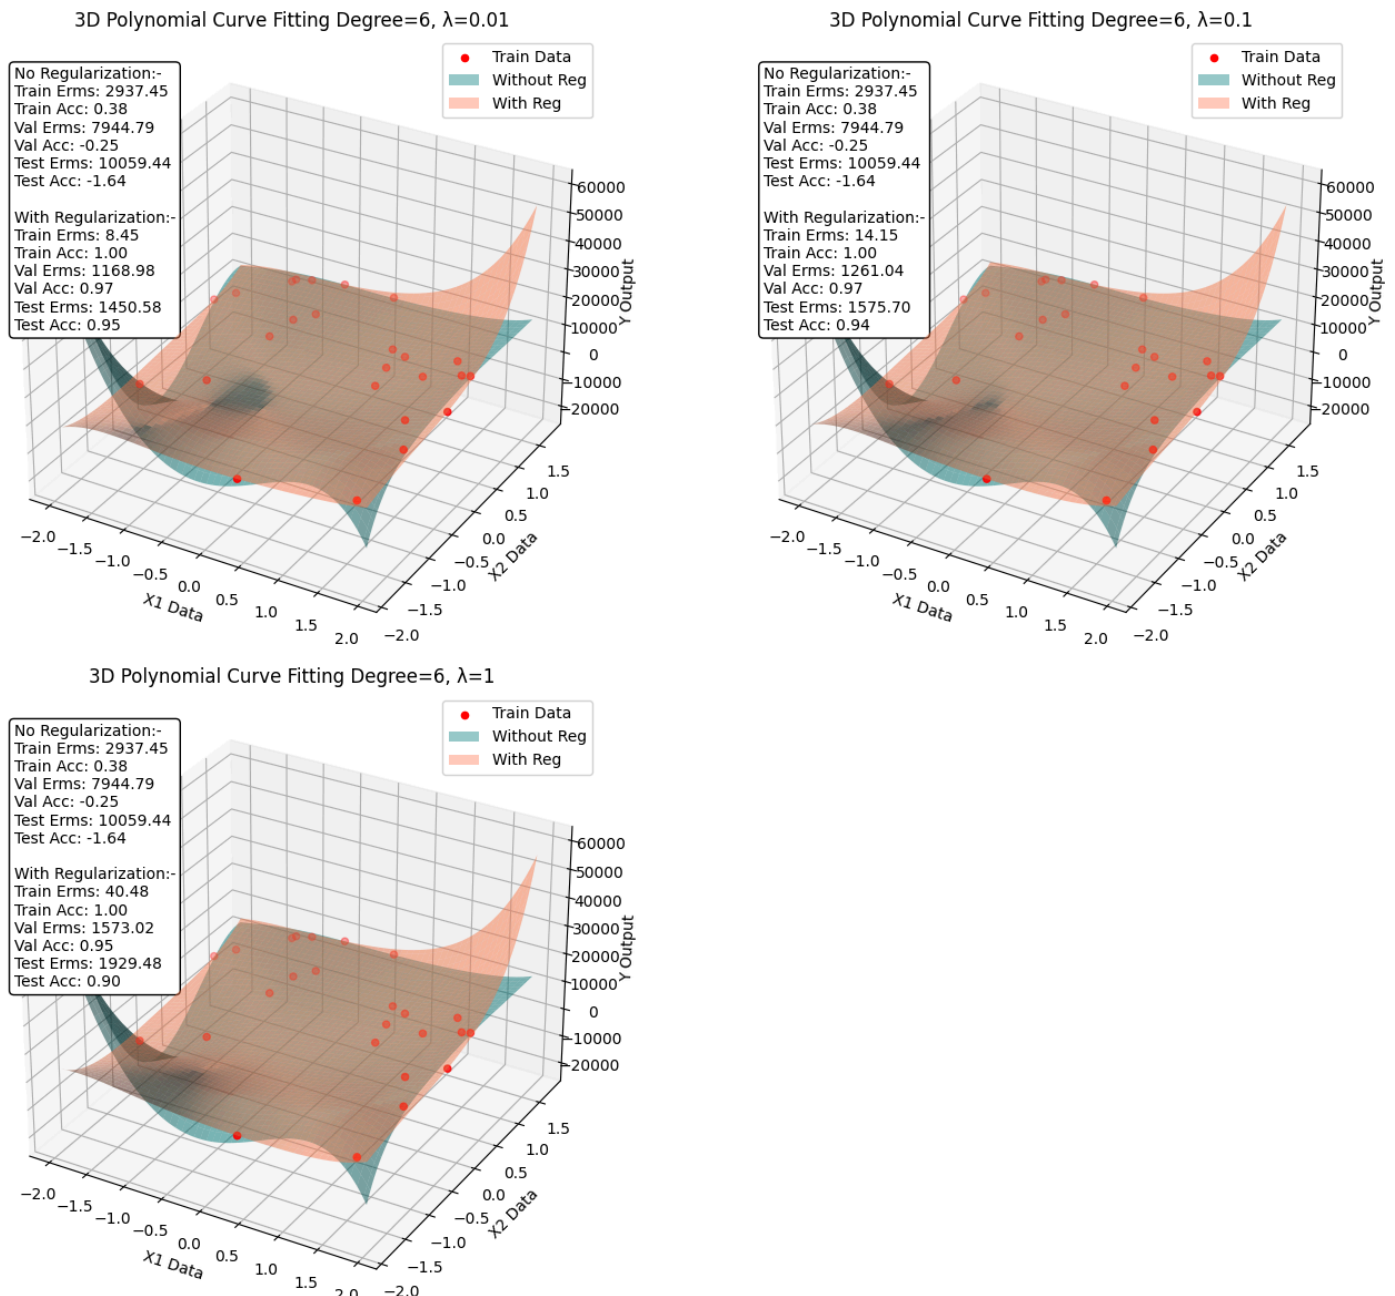 3D Polynomial Curve Fitting Degree=6, λ=0.01
Train Data
Without Reg
With Reg
No Regularization:-
Train Erms: 2937.45
Train Acc: 0.38
Val Erms: 7944.79
Val Acc: -0.25
Test Erms: 10059.44
Test Acc: -1.64
With Regularization:-
Train Erms: 8.45
Train Acc: 1.00
Val Erms: 1168.98
Val Acc: 0.97
Test Erms: 1450.58
Test Acc: 0.95
60000
50000
40000
30000
20000
10000
0
−10000
−20000
Y Output
1.5
1.0
0.5
0.0
−0.5
−1.0
−1.5
−2.0
X2 Data
−2.0
−1.5
−1.0
−0.5
0.0
0.5
1.0
1.5
2.0
X1 Data
3D Polynomial Curve Fitting Degree=6, λ=0.1
Train Data
Without Reg
With Reg
No Regularization:-
Train Erms: 2937.45
Train Acc: 0.38
Val Erms: 7944.79
Val Acc: -0.25
Test Erms: 10059.44
Test Acc: -1.64
With Regularization:-
Train Erms: 14.15
Train Acc: 1.00
Val Erms: 1261.04
Val Acc: 0.97
Test Erms: 1575.70
Test Acc: 0.94
60000
50000
40000
30000
20000
10000
0
−10000
−20000
Y Output
1.5
1.0
0.5
0.0
−0.5
−1.0
−1.5
−2.0
X2 Data
−2.0
−1.5
−1.0
−0.5
0.0
0.5
1.0
1.5
2.0
X1 Data
3D Polynomial Curve Fitting Degree=6, λ=1
Train Data
Without Reg
With Reg
No Regularization:-
Train Erms: 2937.45
Train Acc: 0.38
Val Erms: 7944.79
Val Acc: -0.25
Test Erms: 10059.44
Test Acc: -1.64
With Regularization:-
Train Erms: 40.48
Train Acc: 1.00
Val Erms: 1573.02
Val Acc: 0.95
Test Erms: 1929.48
Test Acc: 0.90
60000
50000
40000
30000
20000
10000
0
−10000
−20000
Y Output
1.5
1.0
0.5
0.0
−0.5
−1.0
−1.5
−2.0
X2 Data
−2.0
−1.5
−1.0
−0.5
0.0
0.5
1.0
1.5
2.0
X1 Data